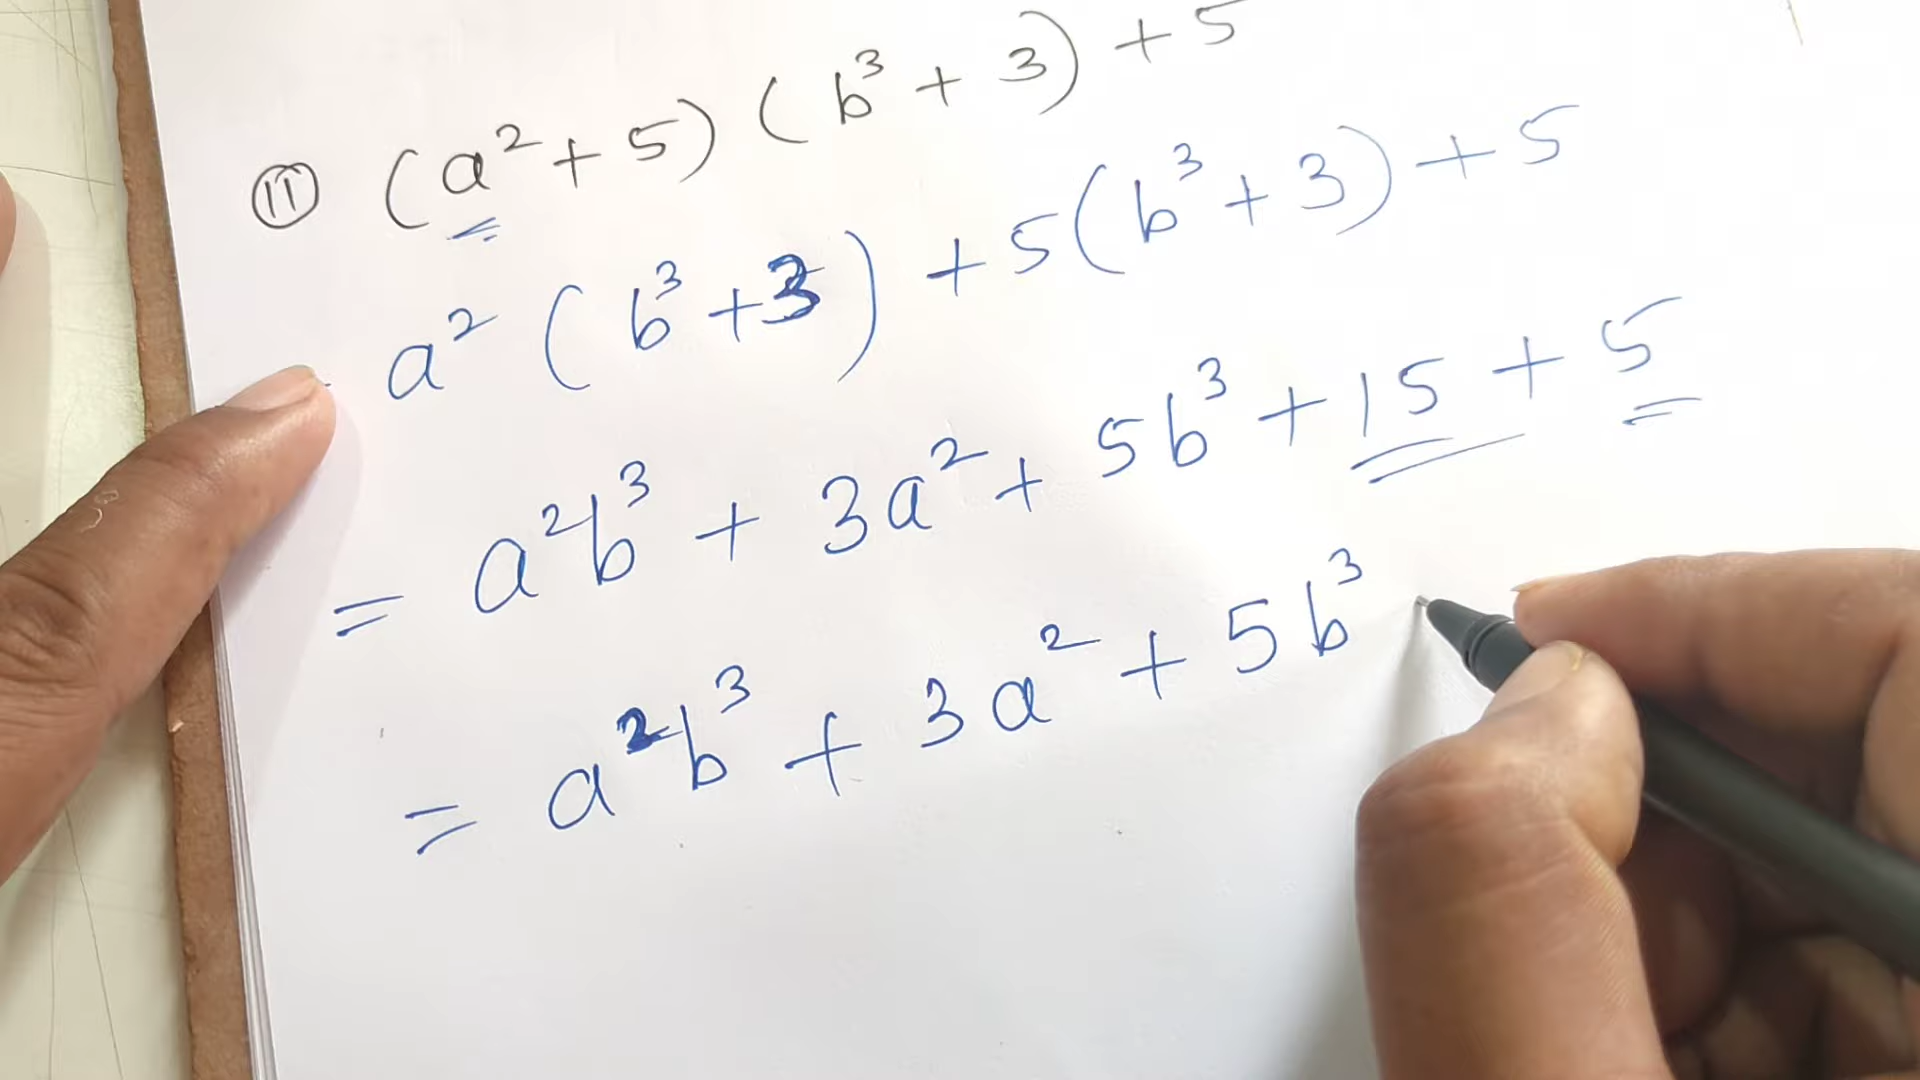 (ii) (a² + 5) (b³ + 3) + 5
a² (b³ + 3) + 5(b³ + 3) + 5
= a²b³ + 3a² + 5b³ + 15 + 5
= a²b³ + 3a² + 5b³